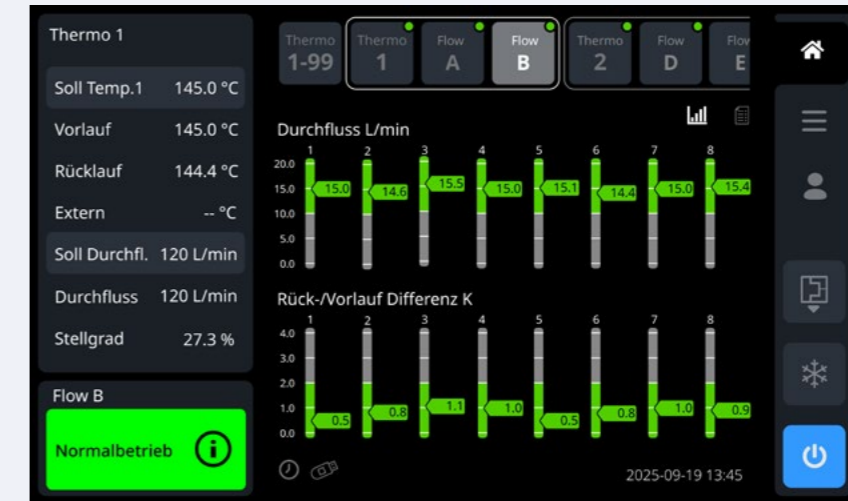 Thermo 1
Soll Temp.1 145.0 °C
Vorlauf 145.0 °C
Rücklauf 144.4 °C
Extern -- °C
Soll Durchfl. 120 L/min
Durchfluss 120 L/min
Stellgrad 27.3 %
Flow B
Normalbetrieb
Thermo 1-99
Thermo 1
Flow A
Flow B
Thermo 2
Flow D
Flow E
Durchfluss L/min
1 2 3 4 5 6 7 8
20.0
15.0
10.0
5.0
0.0
15.0 14.6 15.5 15.0 15.1 14.4 15.0 15.4
Rück-/Vorlauf Differenz K
1 2 3 4 5 6 7 8
4.0
3.0
2.0
1.0
0.0
0.5 0.8 1.1 1.0 0.5 0.8 1.0 0.9
2025-09-19 13:45